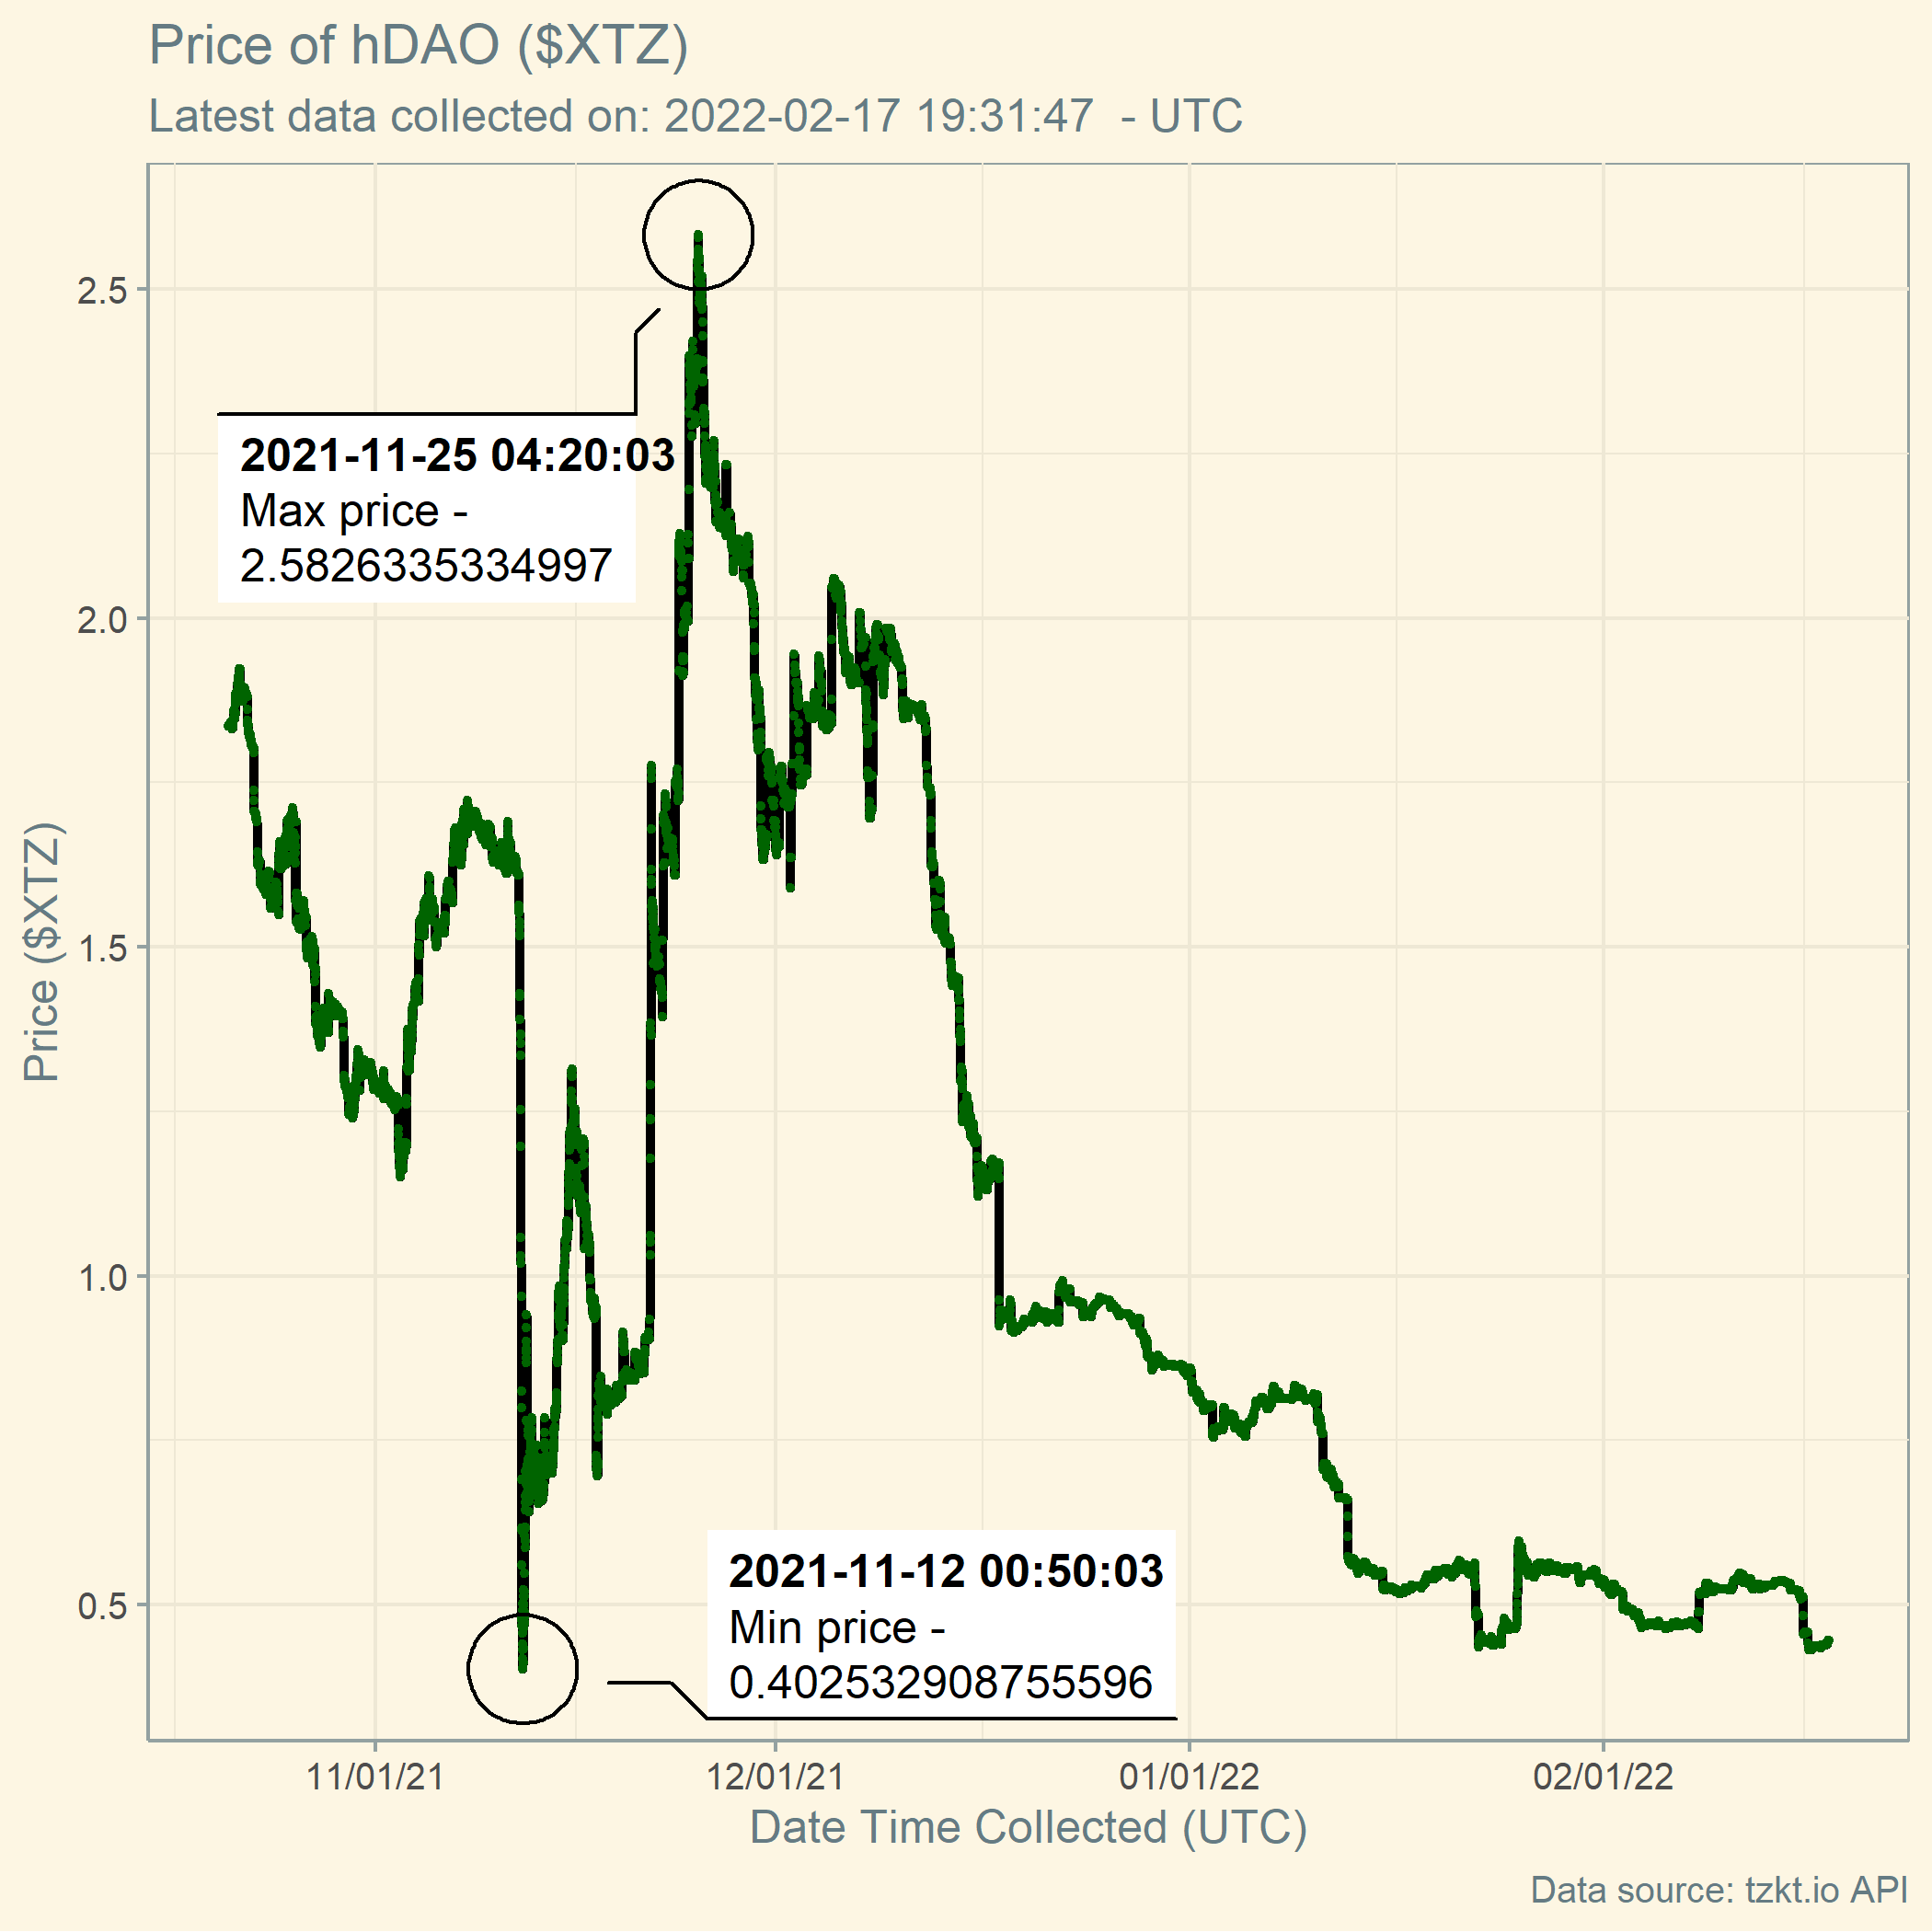 Price of hDAO ($XTZ)
Latest data collected on: 2022-02-17 19:31:47  - UTC
2.5
2.0
1.5
1.0
0.5
Price ($XTZ)
2021-11-25 04:20:03
Max price -
2.5826335334997
2021-11-12 00:50:03
Min price -
0.402532908755596
11/01/21
12/01/21
01/01/22
02/01/22
Date Time Collected (UTC)
Data source: tzkt.io API